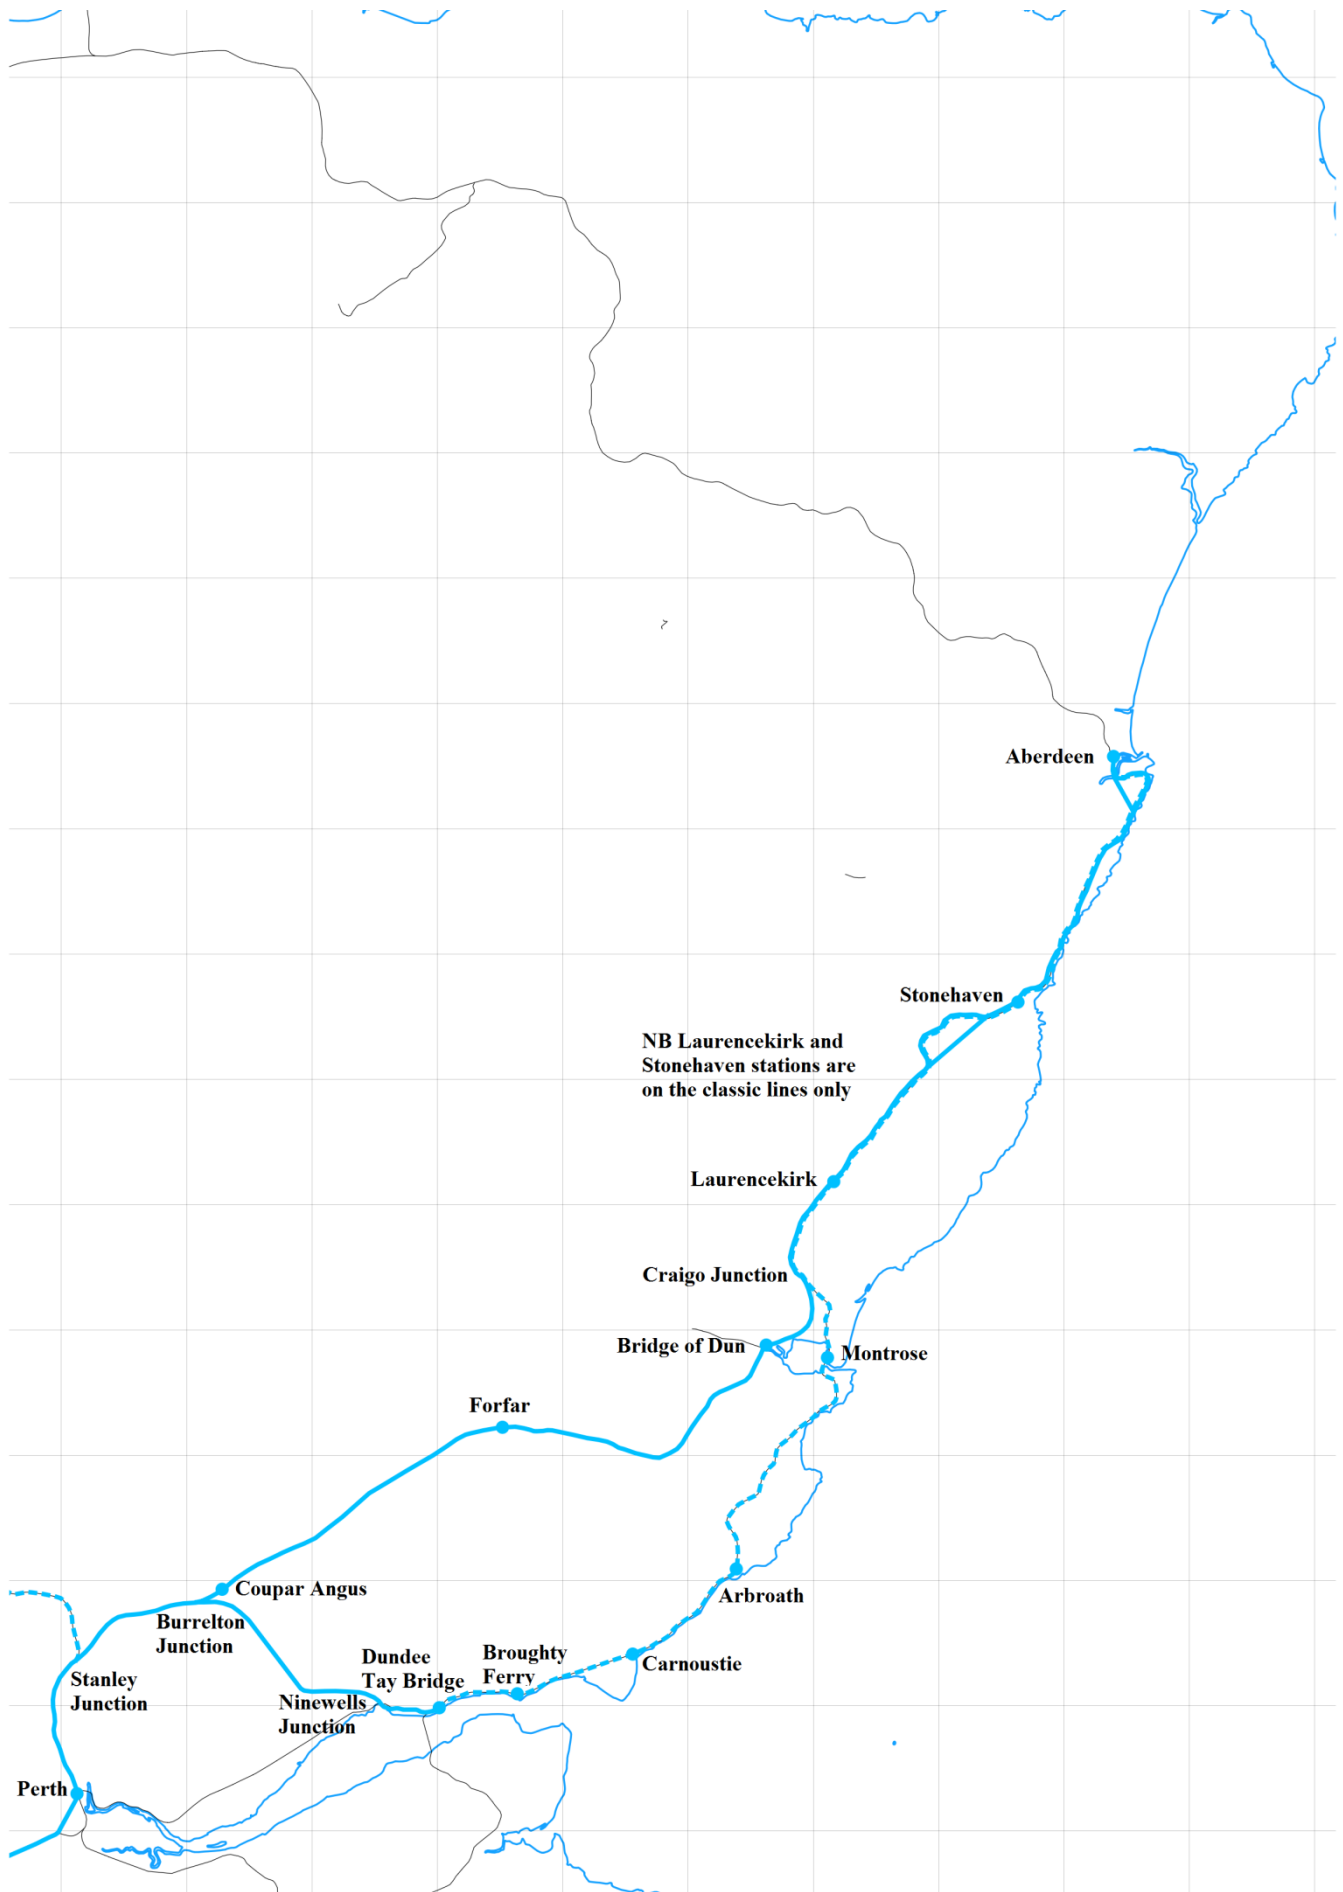 Aberdeen
Stonehaven
NB Laurencekirk and
Stonehaven stations are
on the classic lines only
Laurencekirk
Craigo Junction
Bridge of Dun
Montrose
Forfar
Coupar Angus
Arbroath
Burrelton
Junction
Dundee
Tay Bridge
Broughty
Ferry
Carnoustie
Stanley
Junction
Ninewells
Junction
Perth